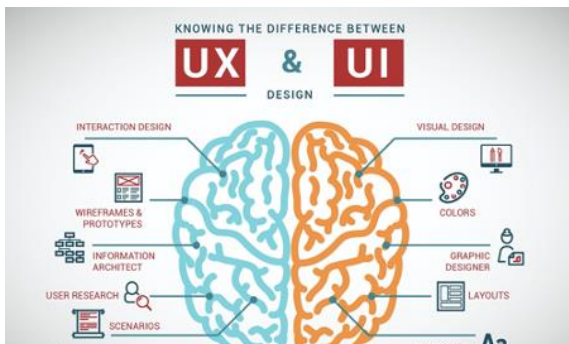 KNOWING THE DIFFERENCE BETWEEN
UX & UI
DESIGN
INTERACTION DESIGN
WIREFRAMES &
PROTOTYPES
INFORMATION
ARCHITECT
USER RESEARCH
SCENARIOS
VISUAL DESIGN
COLORS
GRAPHIC
DESIGNER
LAYOUTS
Aa